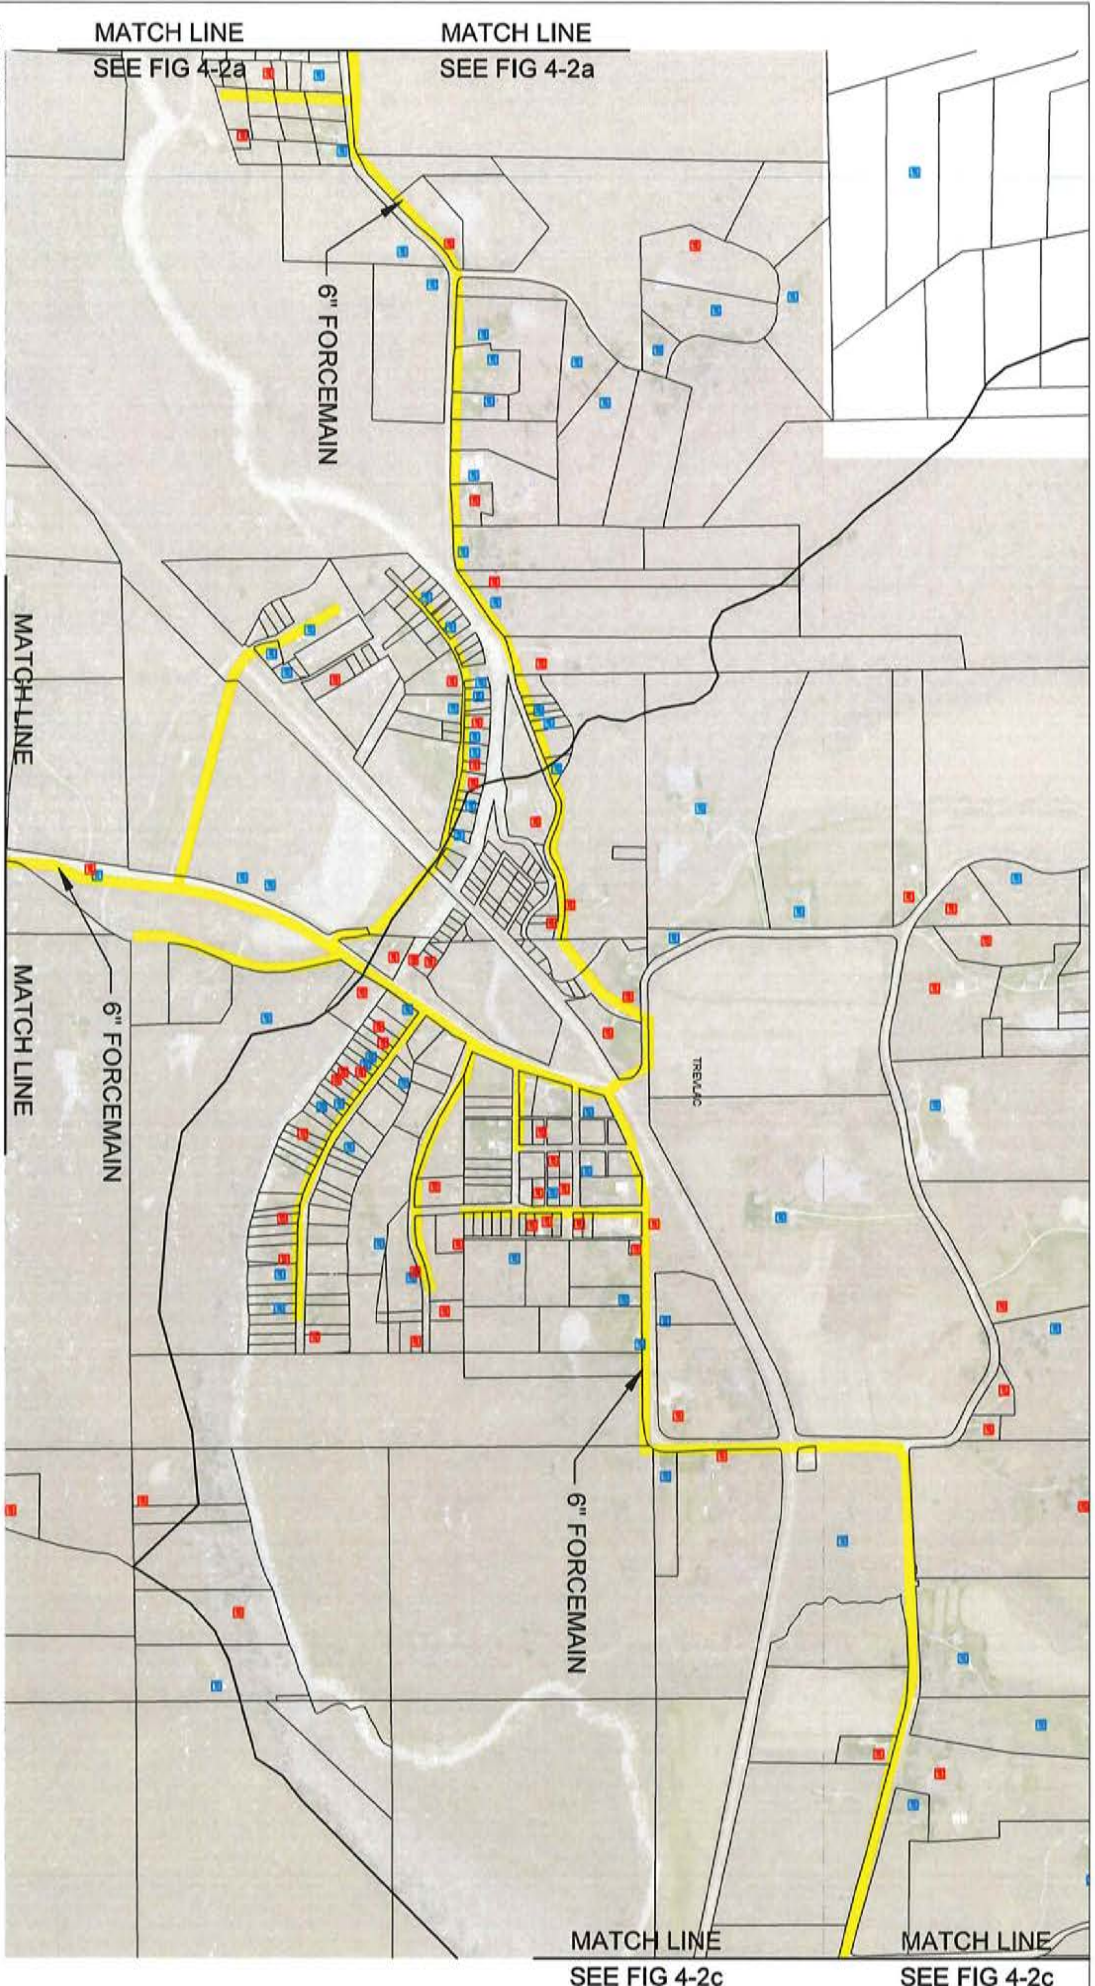 MATCH LINE
SEE FIG 4-2a
MATCH LINE
SEE FIG 4-2a
6" FORCEMAIN
MATCH LINE
MATCH LINE
6" FORCEMAIN
TREVLAC
6" FORCEMAIN
MATCH LINE
SEE FIG 4-2c
MATCH LINE
SEE FIG 4-2c